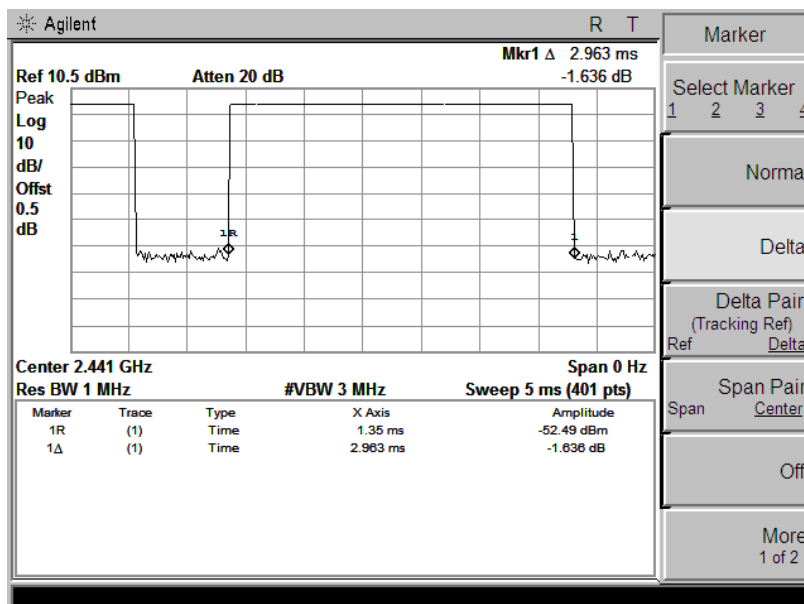 Agilent R T
Mkr1 Δ 2.963 ms
Ref 10.5 dBm Atten 20 dB -1.636 dB
Peak
Log
10
dB/
Offst
0.5
dB
1R
1
Center 2.441 GHz Span 0 Hz
Res BW 1 MHz #VBW 3 MHz Sweep 5 ms (401 pts)
Marker Trace Type X Axis Amplitude
1R (1) Time 1.35 ms -52.49 dBm
1Δ (1) Time 2.963 ms -1.636 dB
Marker
Select Marker
1 2 3 4
Norma
Delta
Delta Pair
(Tracking Ref)
Ref Delta
Span Pair
Span Center
Off
More
1 of 2